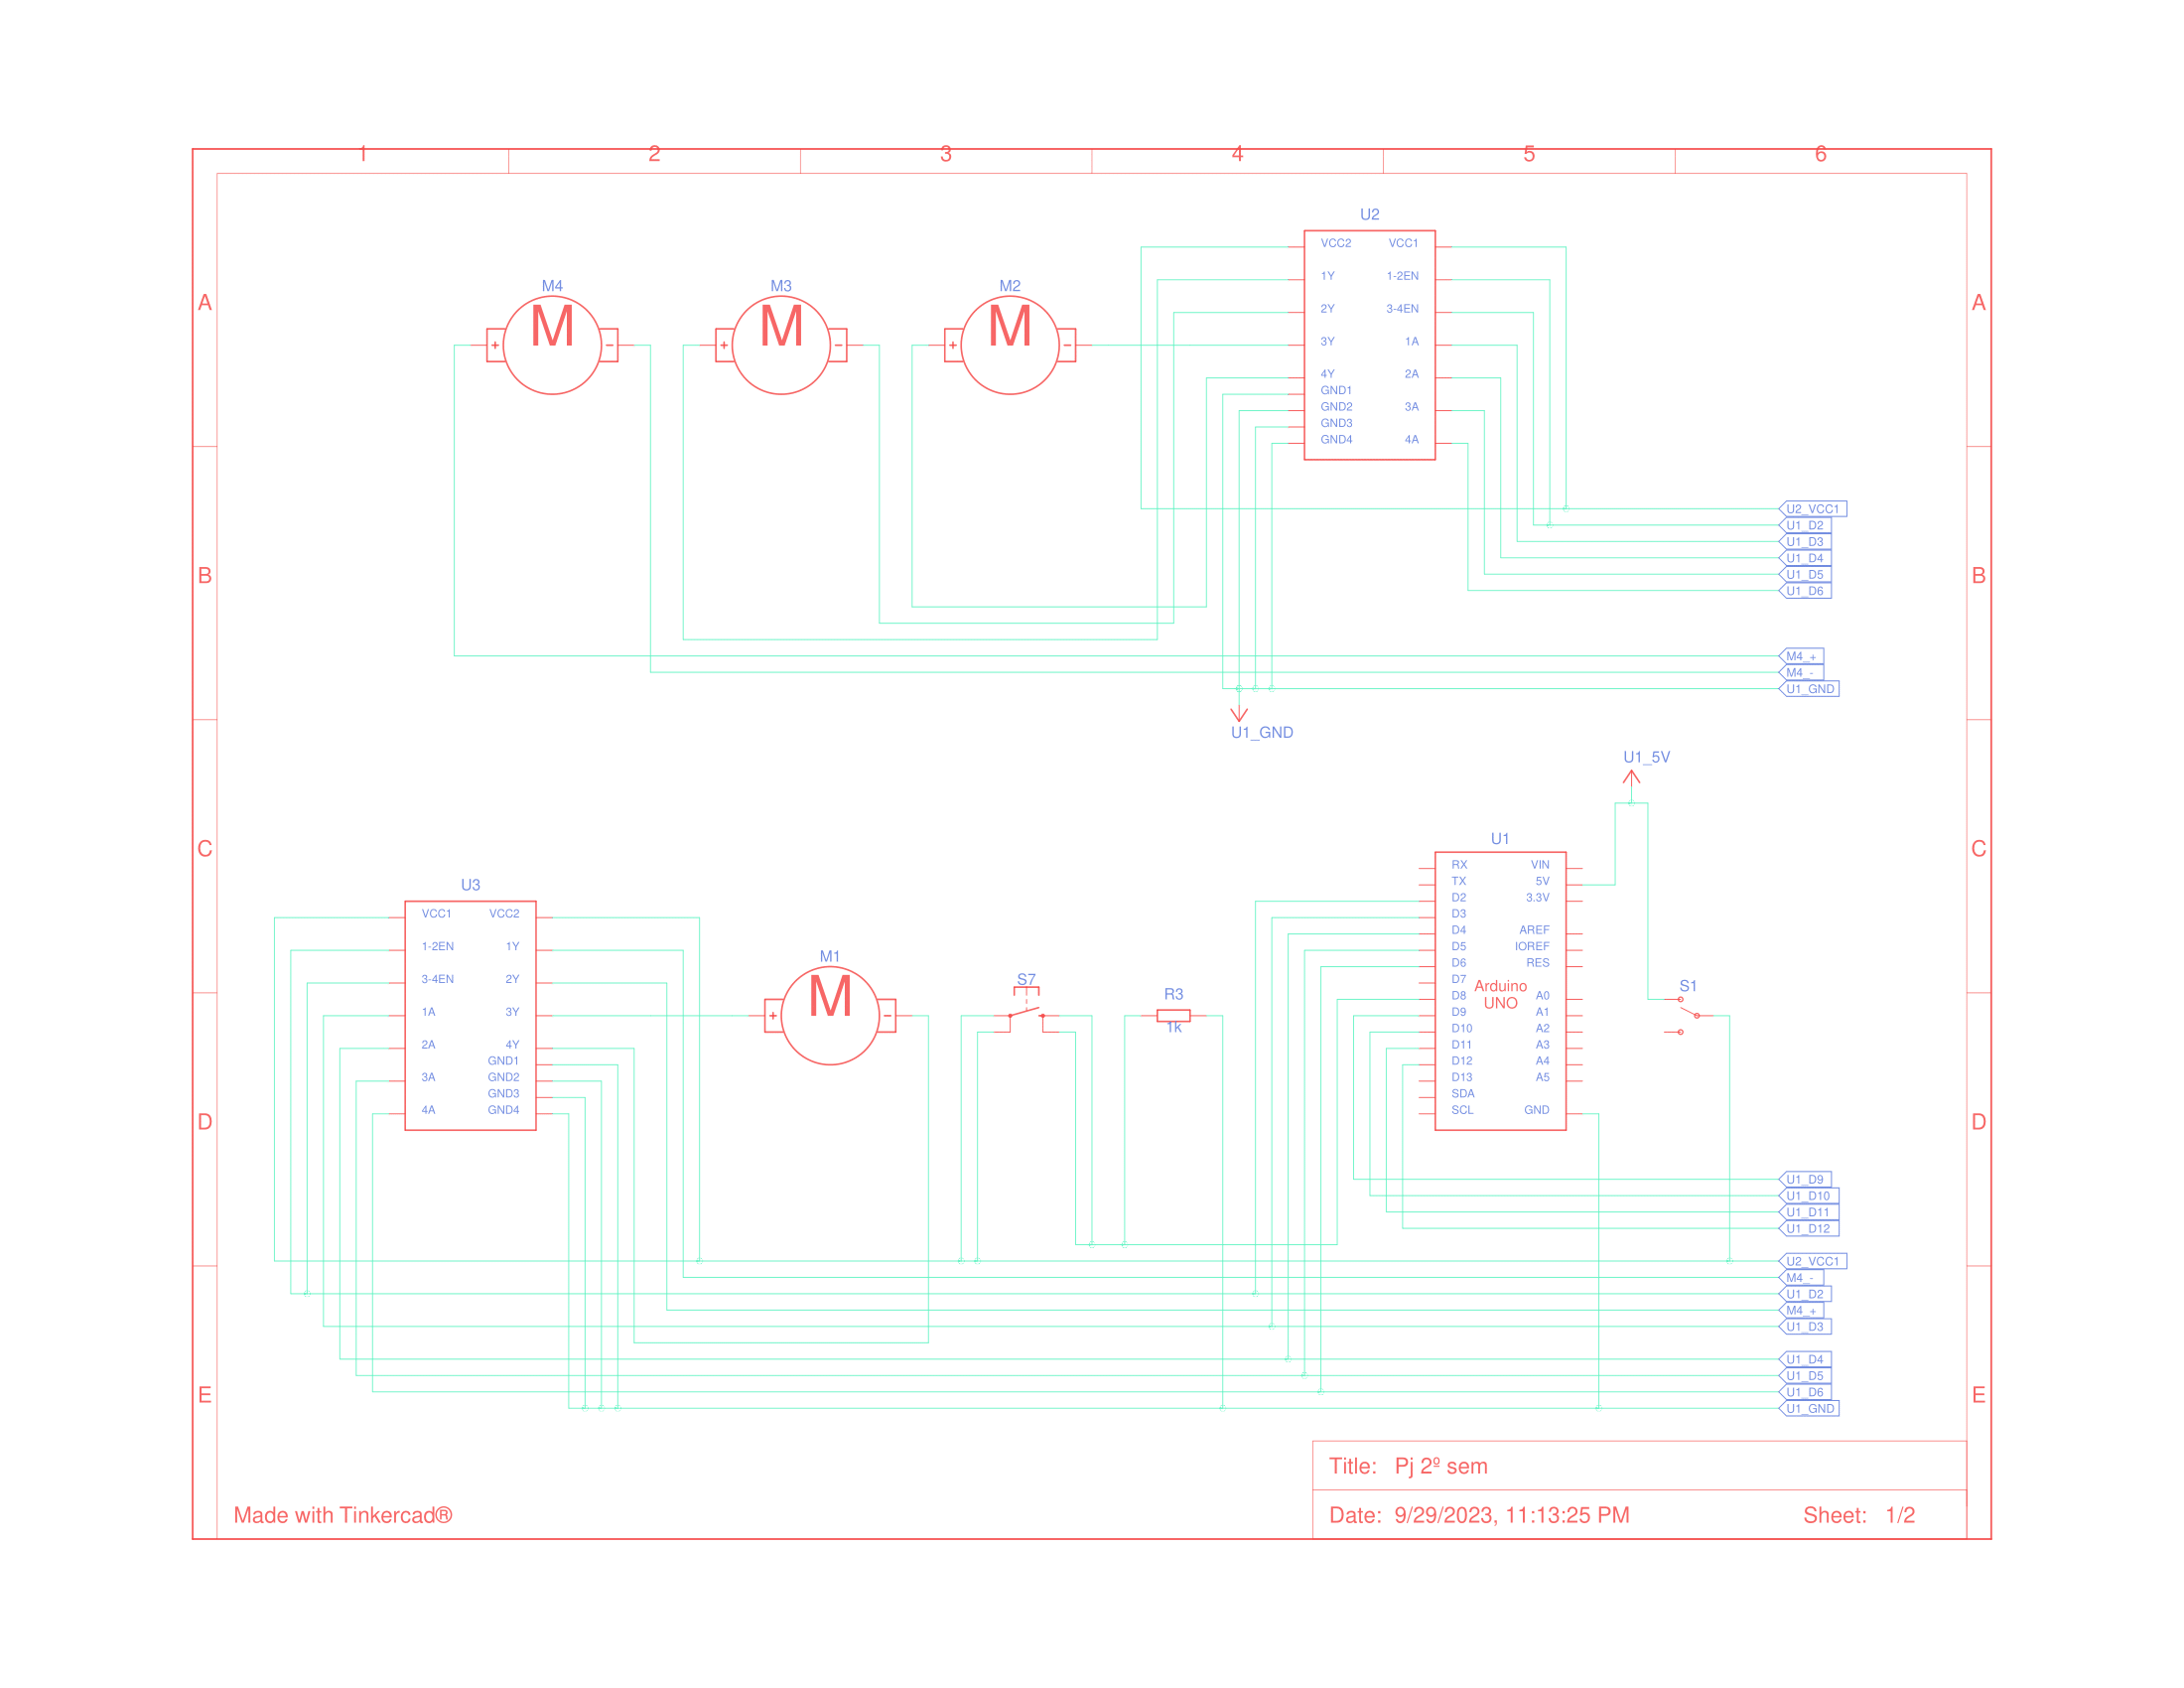 1 2 3 4 5 6
A A
B B
C C
D D
E E
U2
VCC2 VCC1
1Y 1-2EN
2Y 3-4EN
3Y 1A
4Y 2A
GND1
GND2 3A
GND3
GND4 4A
M4 M3 M2
M M M
+ - + - + -
U2_VCC1
U1_D2
U1_D3
U1_D4
U1_D5
U1_D6
M4_+
M4_-
U1_GND
U1_GND
U1_5V
U1
RX VIN
TX 5V
D2 3.3V
D3
D4 AREF
D5 IOREF
D6 RES
D7
D8 A0
D9 A1
D10 A2
D11 A3
D12 A4
D13 A5
SDA
SCL GND
Arduino
UNO
S1
U3
VCC1 VCC2
1-2EN 1Y
3-4EN 2Y
1A 3Y
2A 4Y
GND1
3A GND2
GND3
4A GND4
M1
M
+ -
S7
R3
1k
U1_D9
U1_D10
U1_D11
U1_D12
U2_VCC1
M4_-
U1_D2
M4_+
U1_D3
U1_D4
U1_D5
U1_D6
U1_GND
Title: Pj 2º sem
Date: 9/29/2023, 11:13:25 PM Sheet: 1/2
Made with Tinkercad®